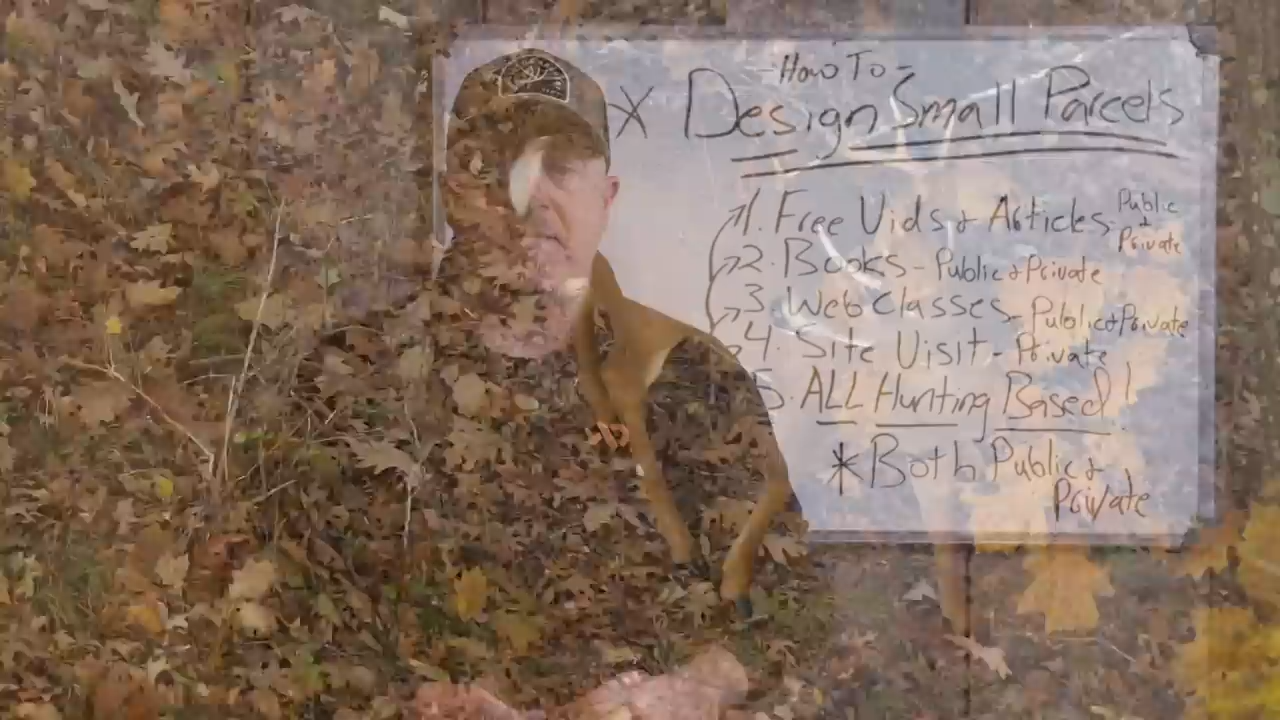 -How To-
* Design Small Parcels
1. Free Vids & Articles - Public + Private
2. Books - Public & Private
3. Web Classes - Public & Private
4. Site Visit - Private
5. ALL Hunting Based!
* Both Public & Private